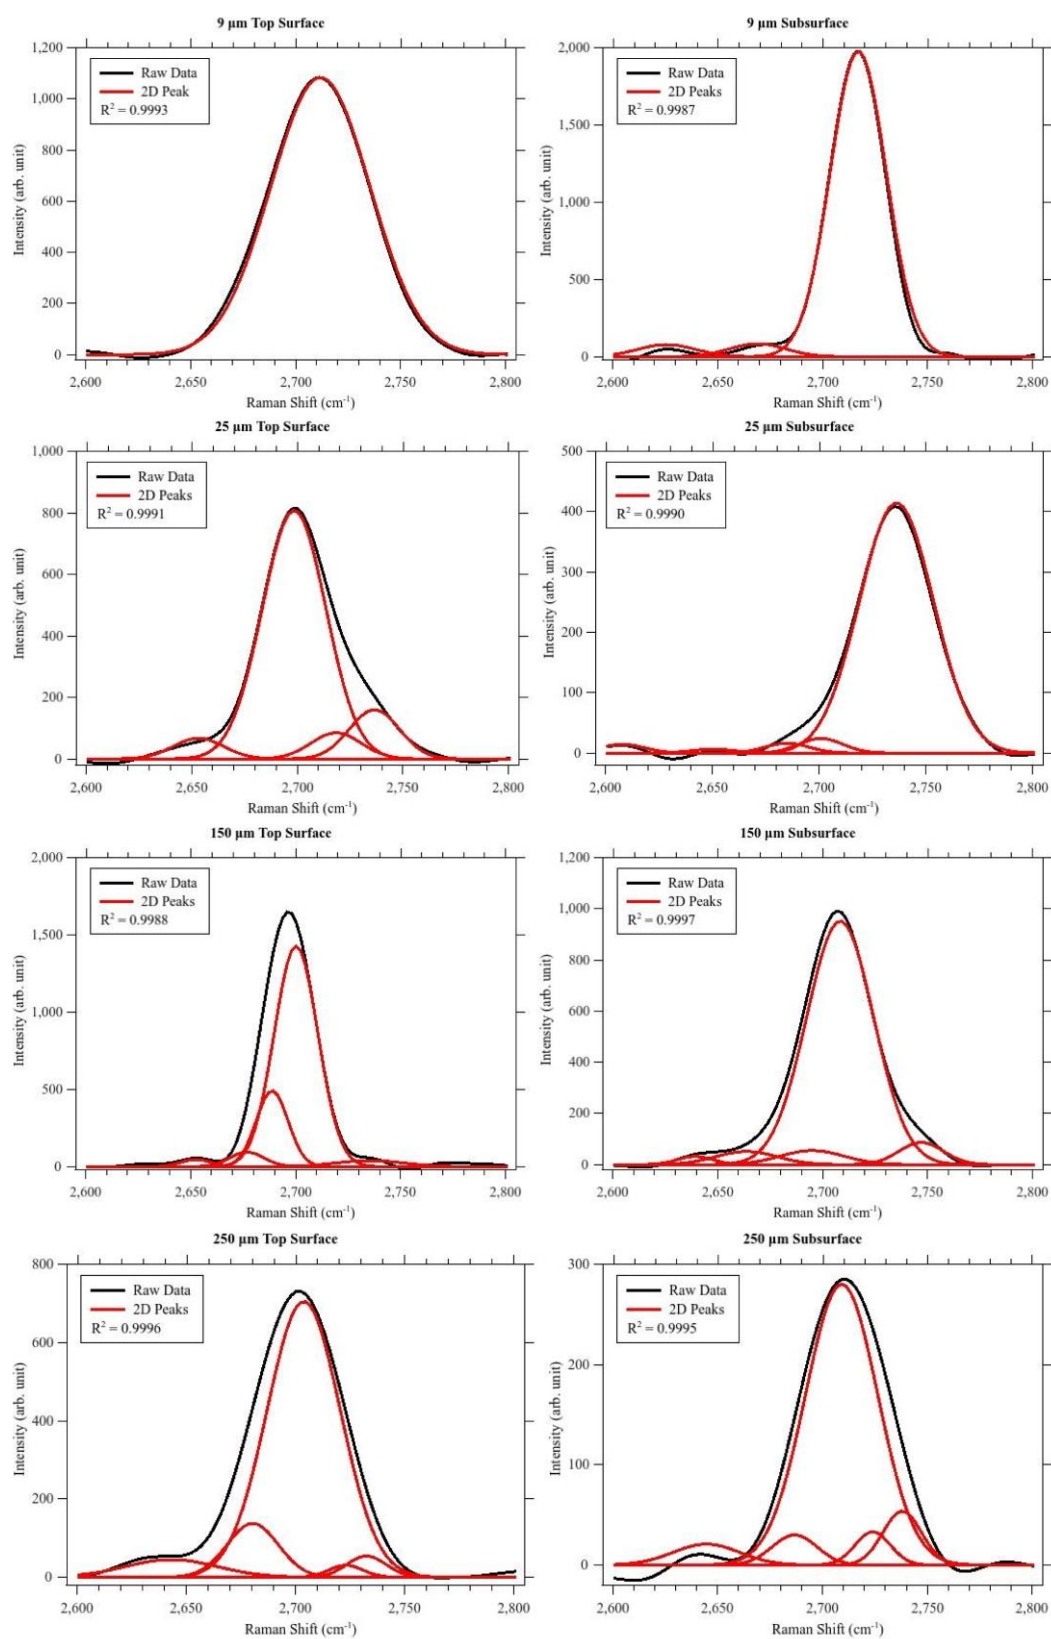 9 μm Top Surface
1,200
1,000
800
600
400
200
0
Intensity (arb. unit)
Raw Data
2D Peak
R² = 0.9993
2,600 2,650 2,700 2,750 2,800
Raman Shift (cm⁻¹)
9 μm Subsurface
2,000
1,500
1,000
500
0
Intensity (arb. unit)
Raw Data
2D Peaks
R² = 0.9987
2,600 2,650 2,700 2,750 2,800
Raman Shift (cm⁻¹)
25 μm Top Surface
1,000
800
600
400
200
0
Intensity (arb. unit)
Raw Data
2D Peaks
R² = 0.9991
2,600 2,650 2,700 2,750 2,800
Raman Shift (cm⁻¹)
25 μm Subsurface
500
400
300
200
100
0
Intensity (arb. unit)
Raw Data
2D Peaks
R² = 0.9990
2,600 2,650 2,700 2,750 2,800
Raman Shift (cm⁻¹)
150 μm Top Surface
2,000
1,500
1,000
500
0
Intensity (arb. unit)
Raw Data
2D Peaks
R² = 0.9988
2,600 2,650 2,700 2,750 2,800
Raman Shift (cm⁻¹)
150 μm Subsurface
1,200
1,000
800
600
400
200
0
Intensity (arb. unit)
Raw Data
2D Peaks
R² = 0.9997
2,600 2,650 2,700 2,750 2,800
Raman Shift (cm⁻¹)
250 μm Top Surface
800
600
400
200
0
Intensity (arb. unit)
Raw Data
2D Peaks
R² = 0.9996
2,600 2,650 2,700 2,750 2,800
Raman Shift (cm⁻¹)
250 μm Subsurface
300
200
100
0
Intensity (arb. unit)
Raw Data
2D Peaks
R² = 0.9995
2,600 2,650 2,700 2,750 2,800
Raman Shift (cm⁻¹)